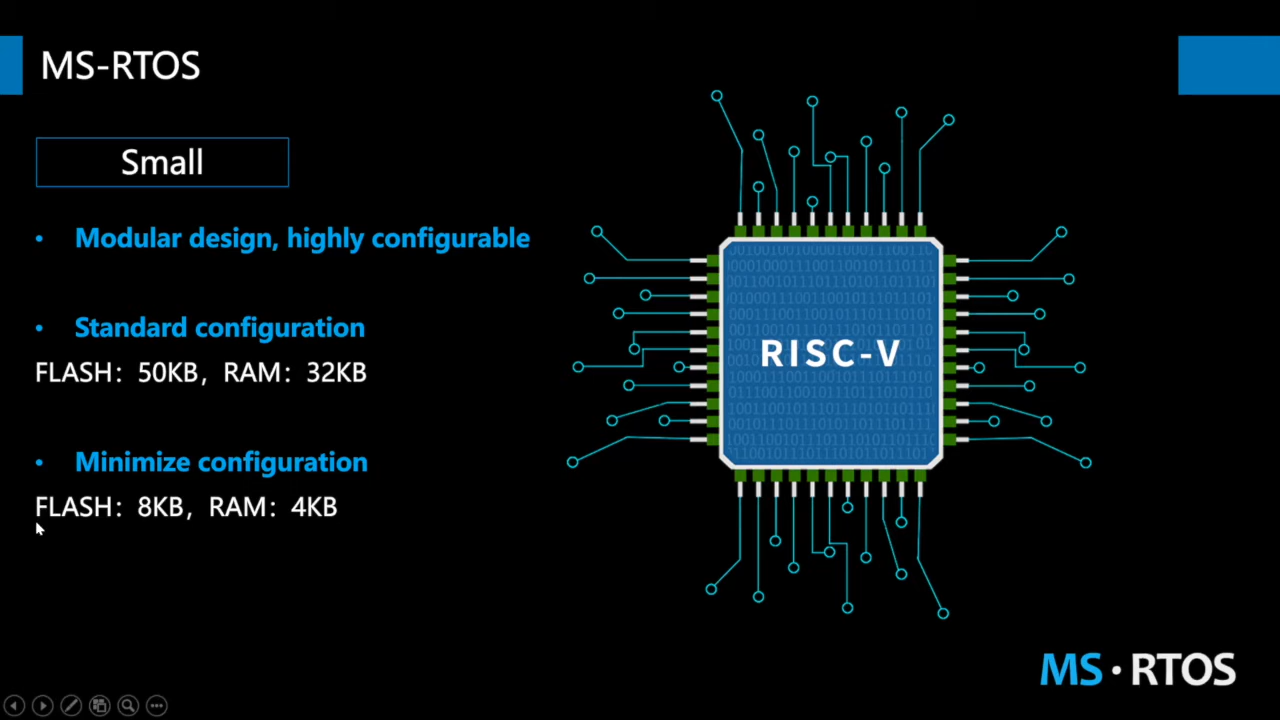 MS-RTOS
Small
• Modular design, highly configurable
• Standard configuration
FLASH：50KB，RAM：32KB
• Minimize configuration
FLASH：8KB，RAM：4KB
RISC-V
MS·RTOS